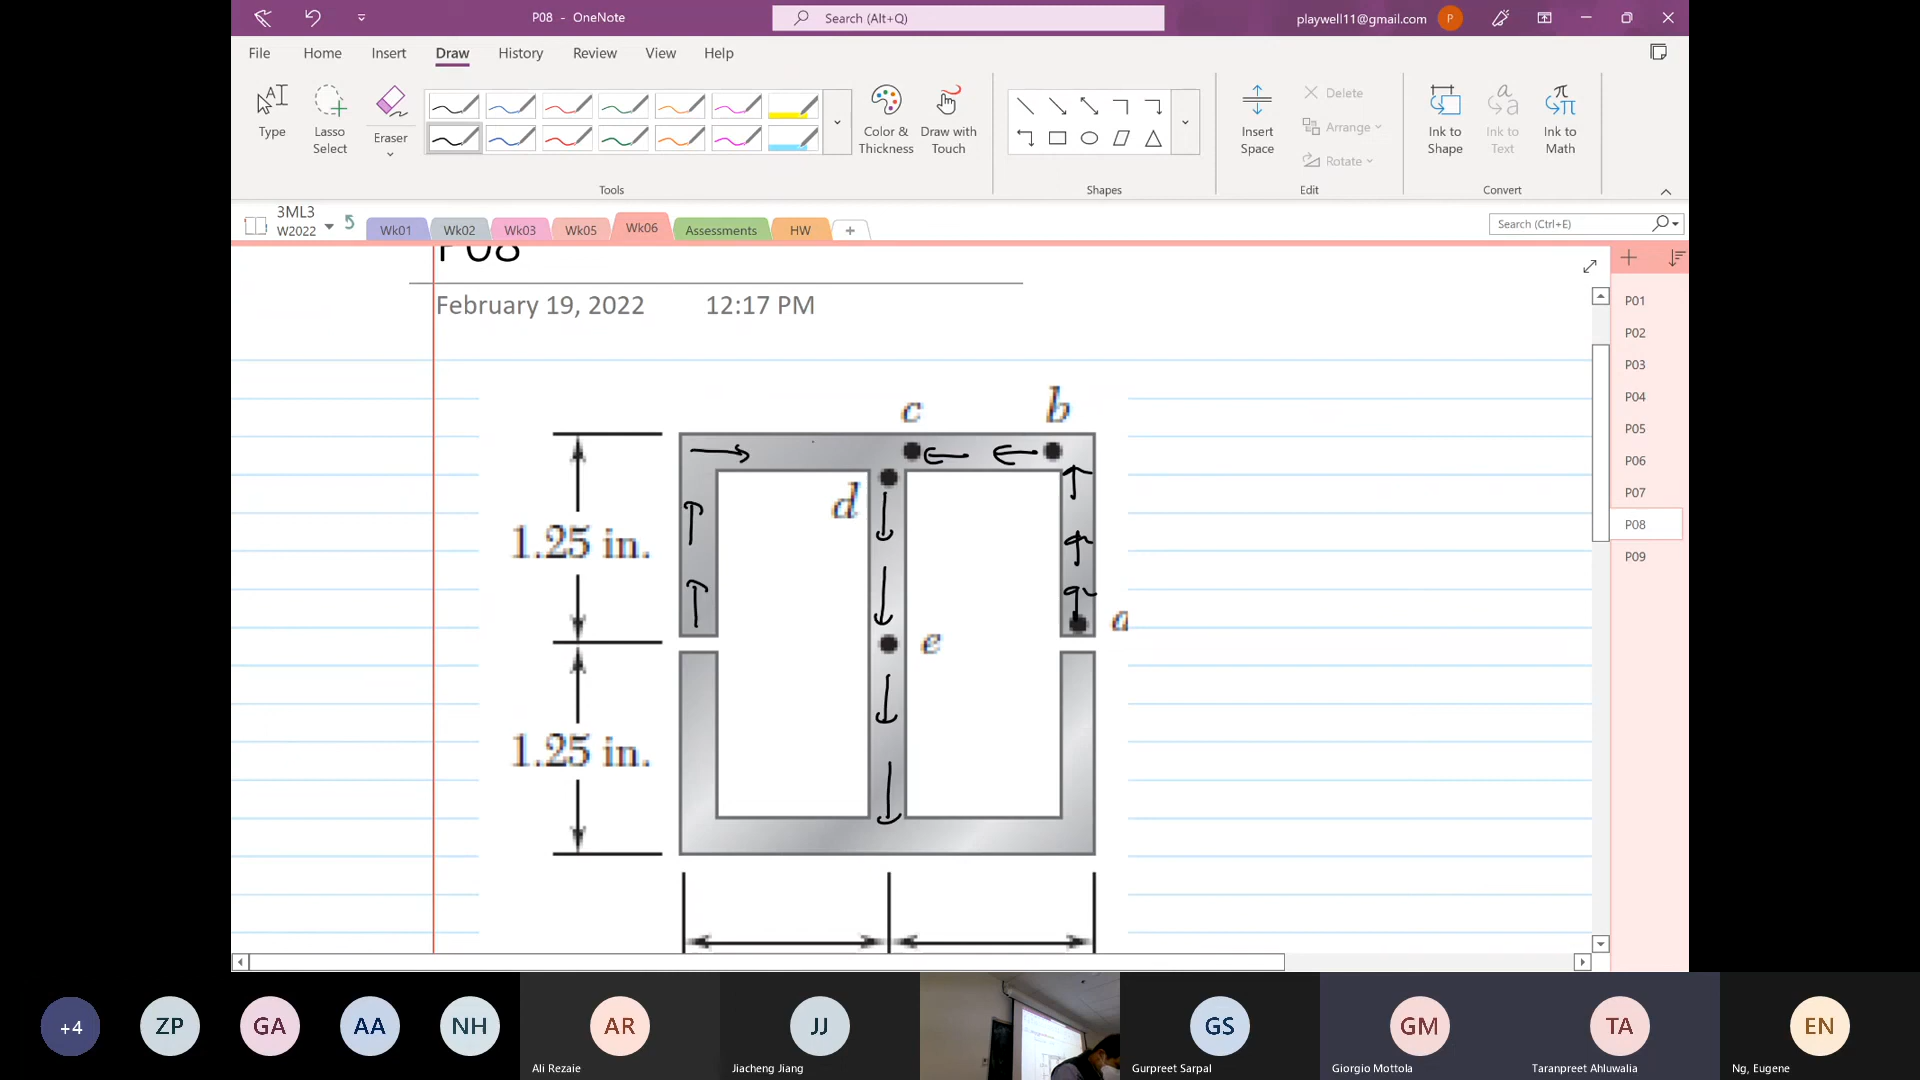 P08 - OneNote
Search (Alt+Q)
playwell11@gmail.com
P
File Home Insert Draw History Review View Help
Type
Lasso Select
Eraser
Color & Thickness
Draw with Touch
Insert Space
Delete
Arrange
Rotate
Ink to Shape
Ink to Text
Ink to Math
Tools
Shapes
Edit
Convert
3ML3
W2022
Wk01 Wk02 Wk03 Wk05 Wk06 Assessments HW
Search (Ctrl+E)
P08
February 19, 2022 12:17 PM
c b
d
1.25 in.
a
e
1.25 in.
P01
P02
P03
P04
P05
P06
P07
P08
P09
+4 ZP GA AA NH AR JJ GS GM TA EN
Ali Rezaie Jiacheng Jiang Gurpreet Sarpal Giorgio Mottola Taranpreet Ahluwalia Ng, Eugene